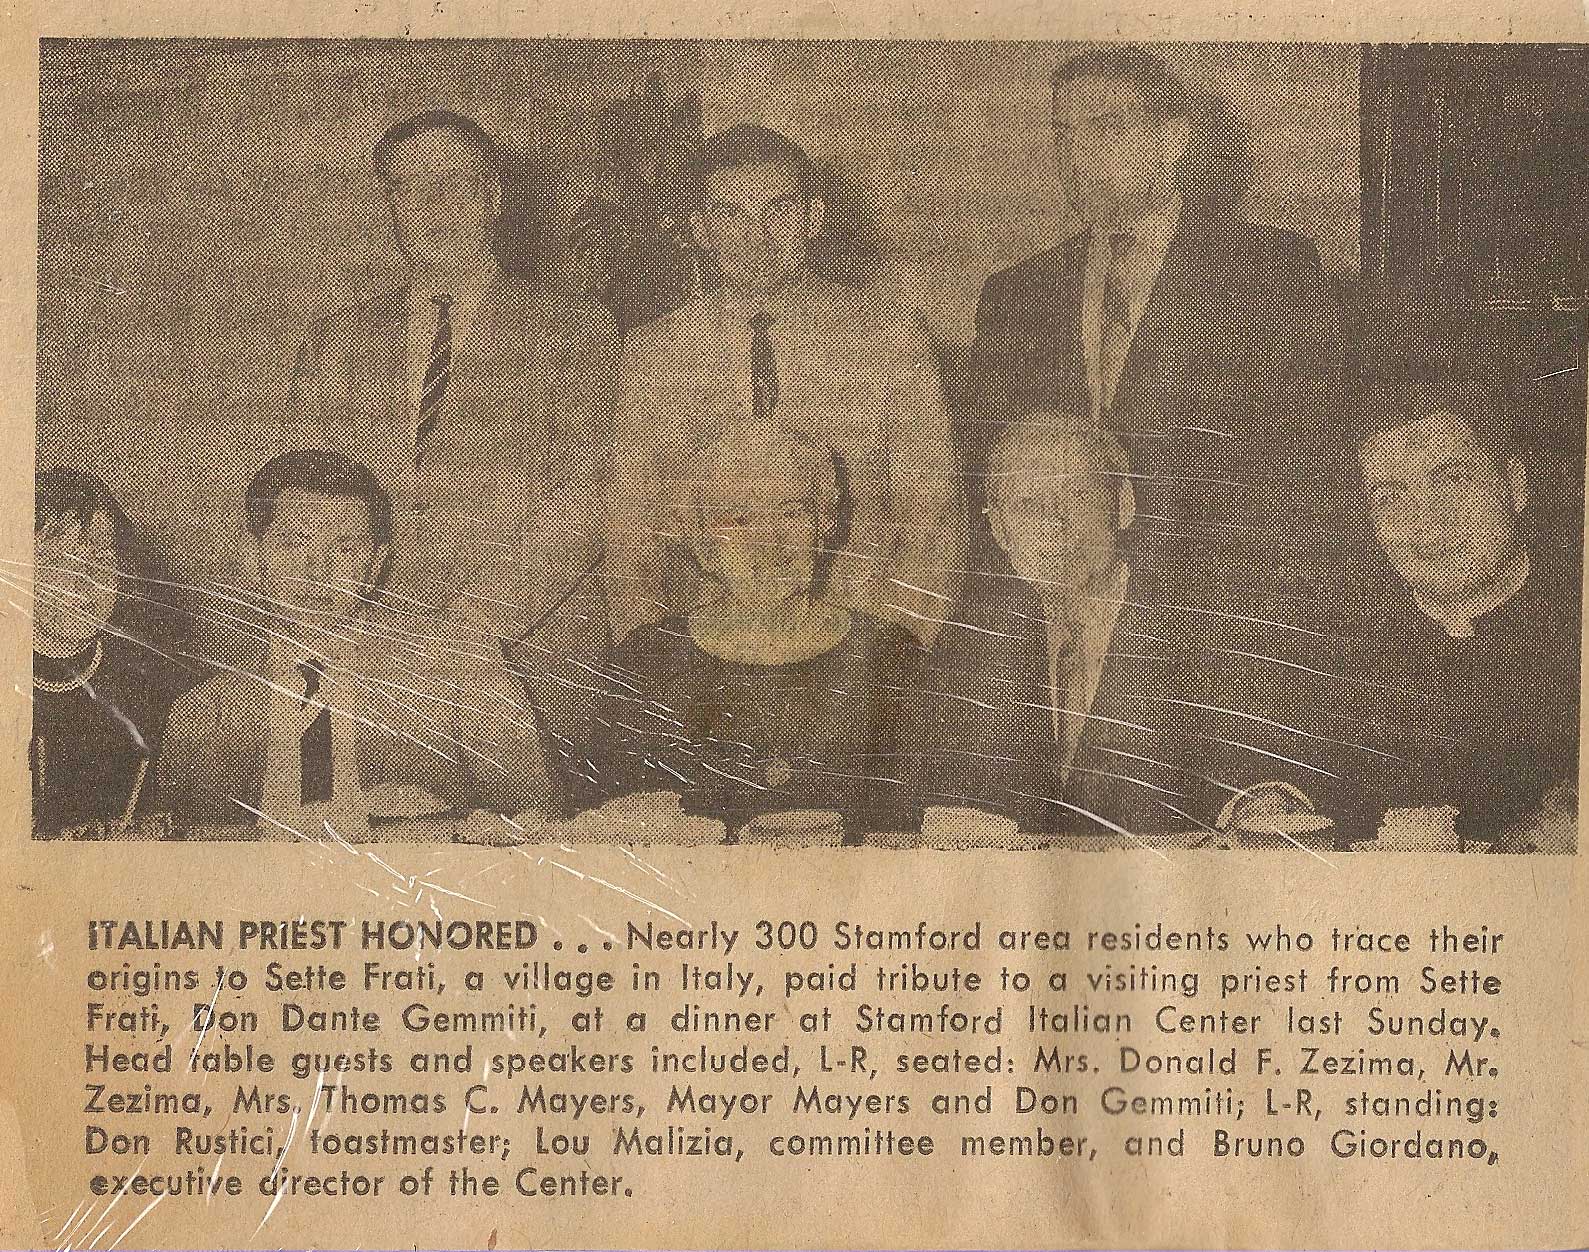 ITALIAN PRIEST HONORED . . . Nearly 300 Stamford area residents who trace their
origins to Sette Frati, a village in Italy, paid tribute to a visiting priest from Sette
Frati, Don Dante Gemmiti, at a dinner at Stamford Italian Center last Sunday.
Head table guests and speakers included, L-R, seated: Mrs. Donald F. Zezima, Mr.
Zezima, Mrs. Thomas C. Mayers, Mayor Mayers and Don Gemmiti; L-R, standing:
Don Rustici, toastmaster; Lou Malizia, committee member, and Bruno Giordano,
executive director of the Center.